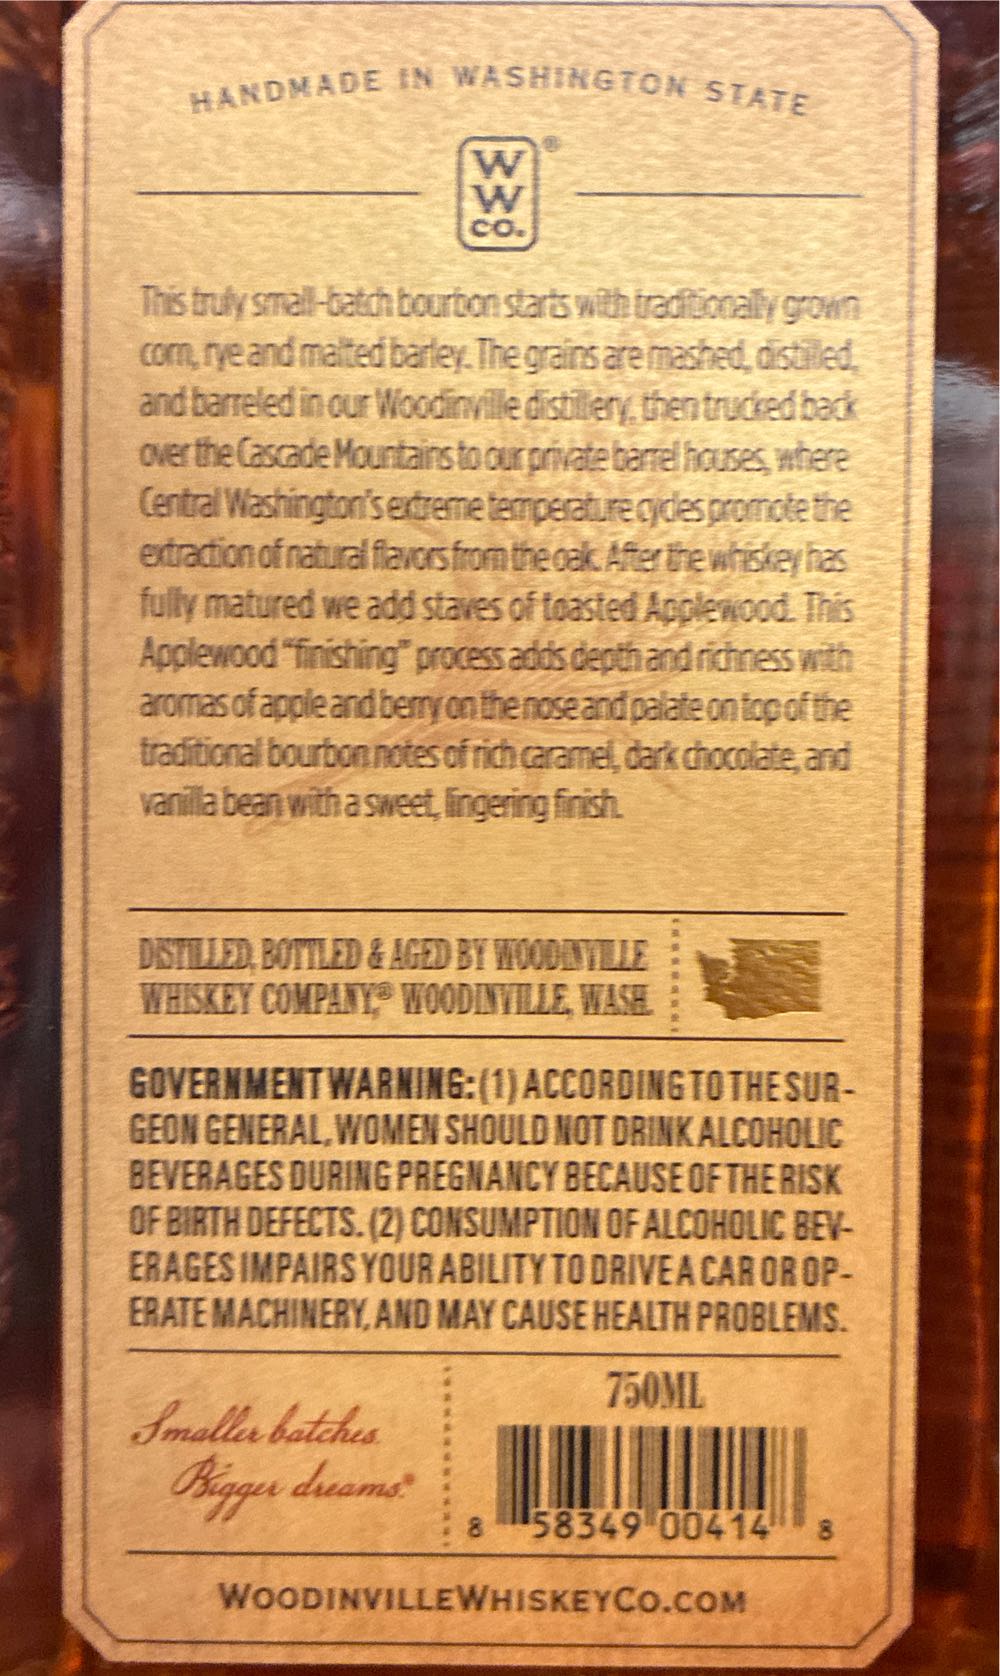 HANDMADE IN WASHINGTON STATE
W
W
CO.
®
This truly small-batch bourbon starts with traditionally grown
corn, rye and malted barley. The grains are mashed, distilled,
and barreled in our Woodinville distillery, then trucked back
over the Cascade Mountains to our private barrel houses, where
Central Washington's extreme temperature cycles promote the
extraction of natural flavors from the oak. After the whiskey has
fully matured we add staves of toasted Applewood. This
Applewood “finishing” process adds depth and richness with
aromas of apple and berry on the nose and palate on top of the
traditional bourbon notes of rich caramel, dark chocolate, and
vanilla bean with a sweet, lingering finish.
DISTILLED, BOTTLED & AGED BY WOODINVILLE
WHISKEY COMPANY,® WOODINVILLE, WASH.
GOVERNMENT WARNING: (1) ACCORDING TO THE SUR-
GEON GENERAL, WOMEN SHOULD NOT DRINK ALCOHOLIC
BEVERAGES DURING PREGNANCY BECAUSE OF THE RISK
OF BIRTH DEFECTS. (2) CONSUMPTION OF ALCOHOLIC BEV-
ERAGES IMPAIRS YOUR ABILITY TO DRIVE A CAR OR OP-
ERATE MACHINERY, AND MAY CAUSE HEALTH PROBLEMS.
Smaller batches.
Bigger dreams.®
750ML
8 58349 00414 8
WOODINVILLEWHISKEYCO.COM